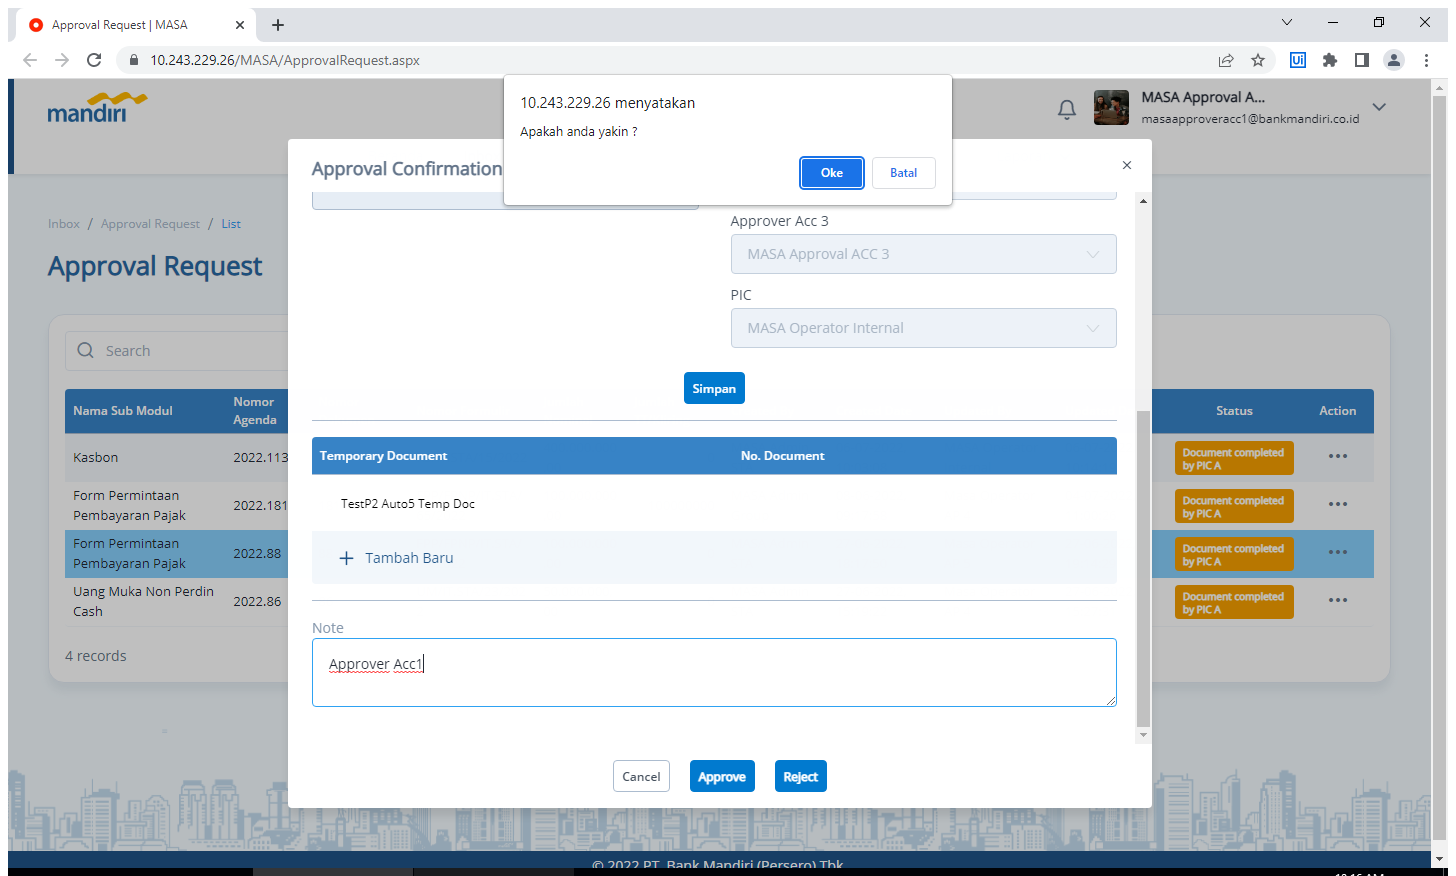 Approval Request | MASA
10.243.229.26/MASA/ApprovalRequest.aspx
10.243.229.26 menyatakan
Apakah anda yakin ?
Oke
Batal
mandiri
MASA Approval A...
masaapproveracc1@bankmandiri.co.id
Approval Confirmation
Inbox / Approval Request / List
Approval Request
Search
Nama Sub Modul
Nomor
Agenda
Status
Action
Kasbon
2022.113
Document completed
by PIC A
Form Permintaan
Pembayaran Pajak
2022.181
Document completed
by PIC A
Form Permintaan
Pembayaran Pajak
2022.88
Document completed
by PIC A
Uang Muka Non Perdin
Cash
2022.86
Document completed
by PIC A
4 records
Approver Acc 3
MASA Approval ACC 3
PIC
MASA Operator Internal
Simpan
Temporary Document
No. Document
TestP2 Auto5 Temp Doc
+ Tambah Baru
Note
Approver Acc1
Cancel
Approve
Reject
© 2022 PT. Bank Mandiri (Persero) Tbk